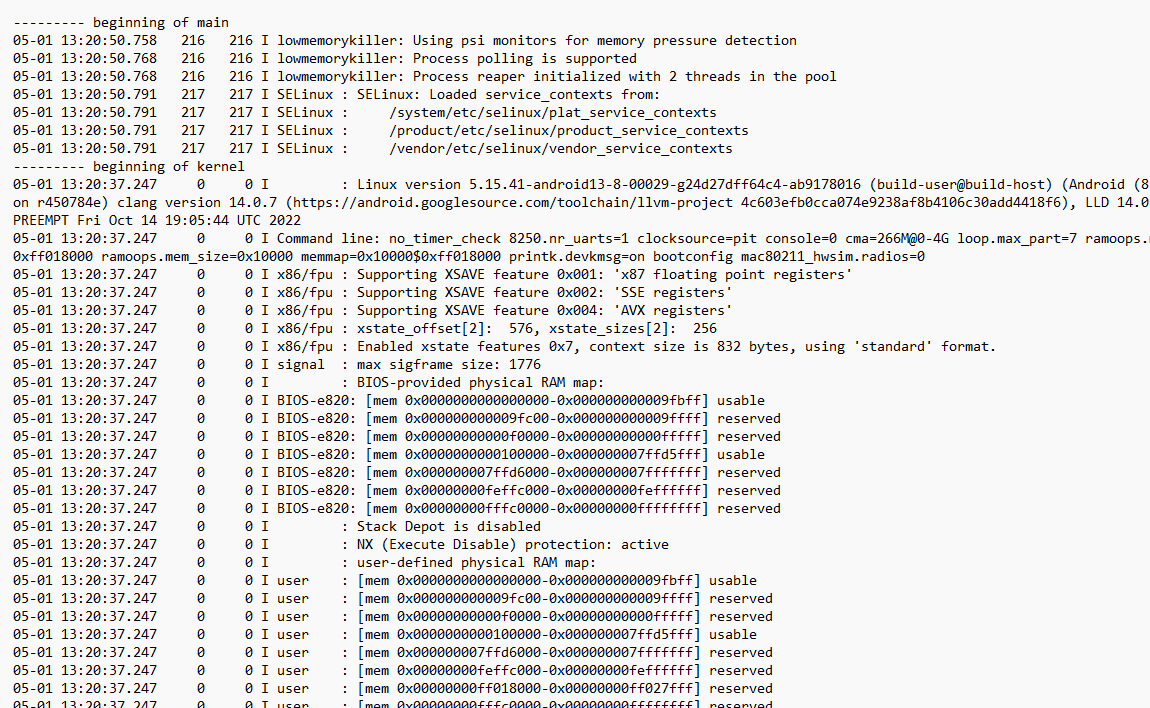 --------- beginning of main
05-01 13:20:50.758   216   216 I lowmemorykiller: Using psi monitors for memory pressure detection
05-01 13:20:50.768   216   216 I lowmemorykiller: Process polling is supported
05-01 13:20:50.768   216   216 I lowmemorykiller: Process reaper initialized with 2 threads in the pool
05-01 13:20:50.791   217   217 I SELinux : SELinux: Loaded service_contexts from:
05-01 13:20:50.791   217   217 I SELinux :     /system/etc/selinux/plat_service_contexts
05-01 13:20:50.791   217   217 I SELinux :     /product/etc/selinux/product_service_contexts
05-01 13:20:50.791   217   217 I SELinux :     /vendor/etc/selinux/vendor_service_contexts
--------- beginning of kernel
05-01 13:20:37.247     0     0 I         : Linux version 5.15.41-android13-8-00029-g24d27dff64c4-ab9178016 (build-user@build-host) (Android (8
on r450784e) clang version 14.0.7 (https://android.googlesource.com/toolchain/llvm-project 4c603efb0cca074e9238af8b4106c30add4418f6), LLD 14.0
PREEMPT Fri Oct 14 19:05:44 UTC 2022
05-01 13:20:37.247     0     0 I Command line: no_timer_check 8250.nr_uarts=1 clocksource=pit console=0 cma=266M@0-4G loop.max_part=7 ramoops.
0xff018000 ramoops.mem_size=0x10000 memmap=0x10000$0xff018000 printk.devkmsg=on bootconfig mac80211_hwsim.radios=0
05-01 13:20:37.247     0     0 I x86/fpu : Supporting XSAVE feature 0x001: 'x87 floating point registers'
05-01 13:20:37.247     0     0 I x86/fpu : Supporting XSAVE feature 0x002: 'SSE registers'
05-01 13:20:37.247     0     0 I x86/fpu : Supporting XSAVE feature 0x004: 'AVX registers'
05-01 13:20:37.247     0     0 I x86/fpu : xstate_offset[2]:  576, xstate_sizes[2]:  256
05-01 13:20:37.247     0     0 I x86/fpu : Enabled xstate features 0x7, context size is 832 bytes, using 'standard' format.
05-01 13:20:37.247     0     0 I signal  : max sigframe size: 1776
05-01 13:20:37.247     0     0 I         : BIOS-provided physical RAM map:
05-01 13:20:37.247     0     0 I BIOS-e820: [mem 0x0000000000000000-0x000000000009fbff] usable
05-01 13:20:37.247     0     0 I BIOS-e820: [mem 0x000000000009fc00-0x000000000009ffff] reserved
05-01 13:20:37.247     0     0 I BIOS-e820: [mem 0x00000000000f0000-0x00000000000fffff] reserved
05-01 13:20:37.247     0     0 I BIOS-e820: [mem 0x0000000000100000-0x000000007ffd5fff] usable
05-01 13:20:37.247     0     0 I BIOS-e820: [mem 0x000000007ffd6000-0x000000007fffffff] reserved
05-01 13:20:37.247     0     0 I BIOS-e820: [mem 0x00000000feffc000-0x00000000feffffff] reserved
05-01 13:20:37.247     0     0 I BIOS-e820: [mem 0x00000000fffc0000-0x00000000ffffffff] reserved
05-01 13:20:37.247     0     0 I         : Stack Depot is disabled
05-01 13:20:37.247     0     0 I         : NX (Execute Disable) protection: active
05-01 13:20:37.247     0     0 I         : user-defined physical RAM map:
05-01 13:20:37.247     0     0 I user    : [mem 0x0000000000000000-0x000000000009fbff] usable
05-01 13:20:37.247     0     0 I user    : [mem 0x000000000009fc00-0x000000000009ffff] reserved
05-01 13:20:37.247     0     0 I user    : [mem 0x00000000000f0000-0x00000000000fffff] reserved
05-01 13:20:37.247     0     0 I user    : [mem 0x0000000000100000-0x000000007ffd5fff] usable
05-01 13:20:37.247     0     0 I user    : [mem 0x000000007ffd6000-0x000000007fffffff] reserved
05-01 13:20:37.247     0     0 I user    : [mem 0x00000000feffc000-0x00000000feffffff] reserved
05-01 13:20:37.247     0     0 I user    : [mem 0x00000000ff018000-0x00000000ff027fff] reserved
05-01 13:20:37.247     0     0 I user    : [mem 0x00000000fffc0000-0x00000000ffffffff] reserved